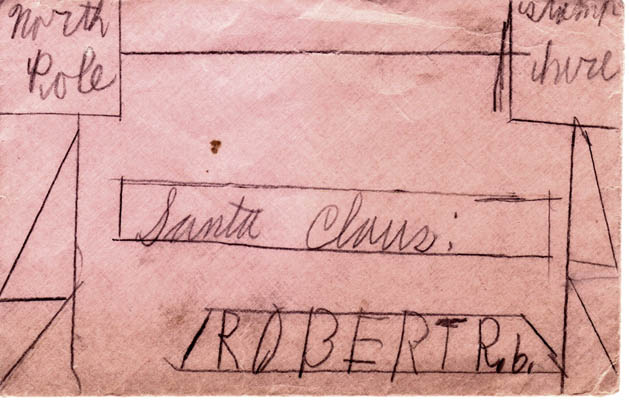 North
Pole
stamp
here
Santa Claus:
ROBERT R.b.